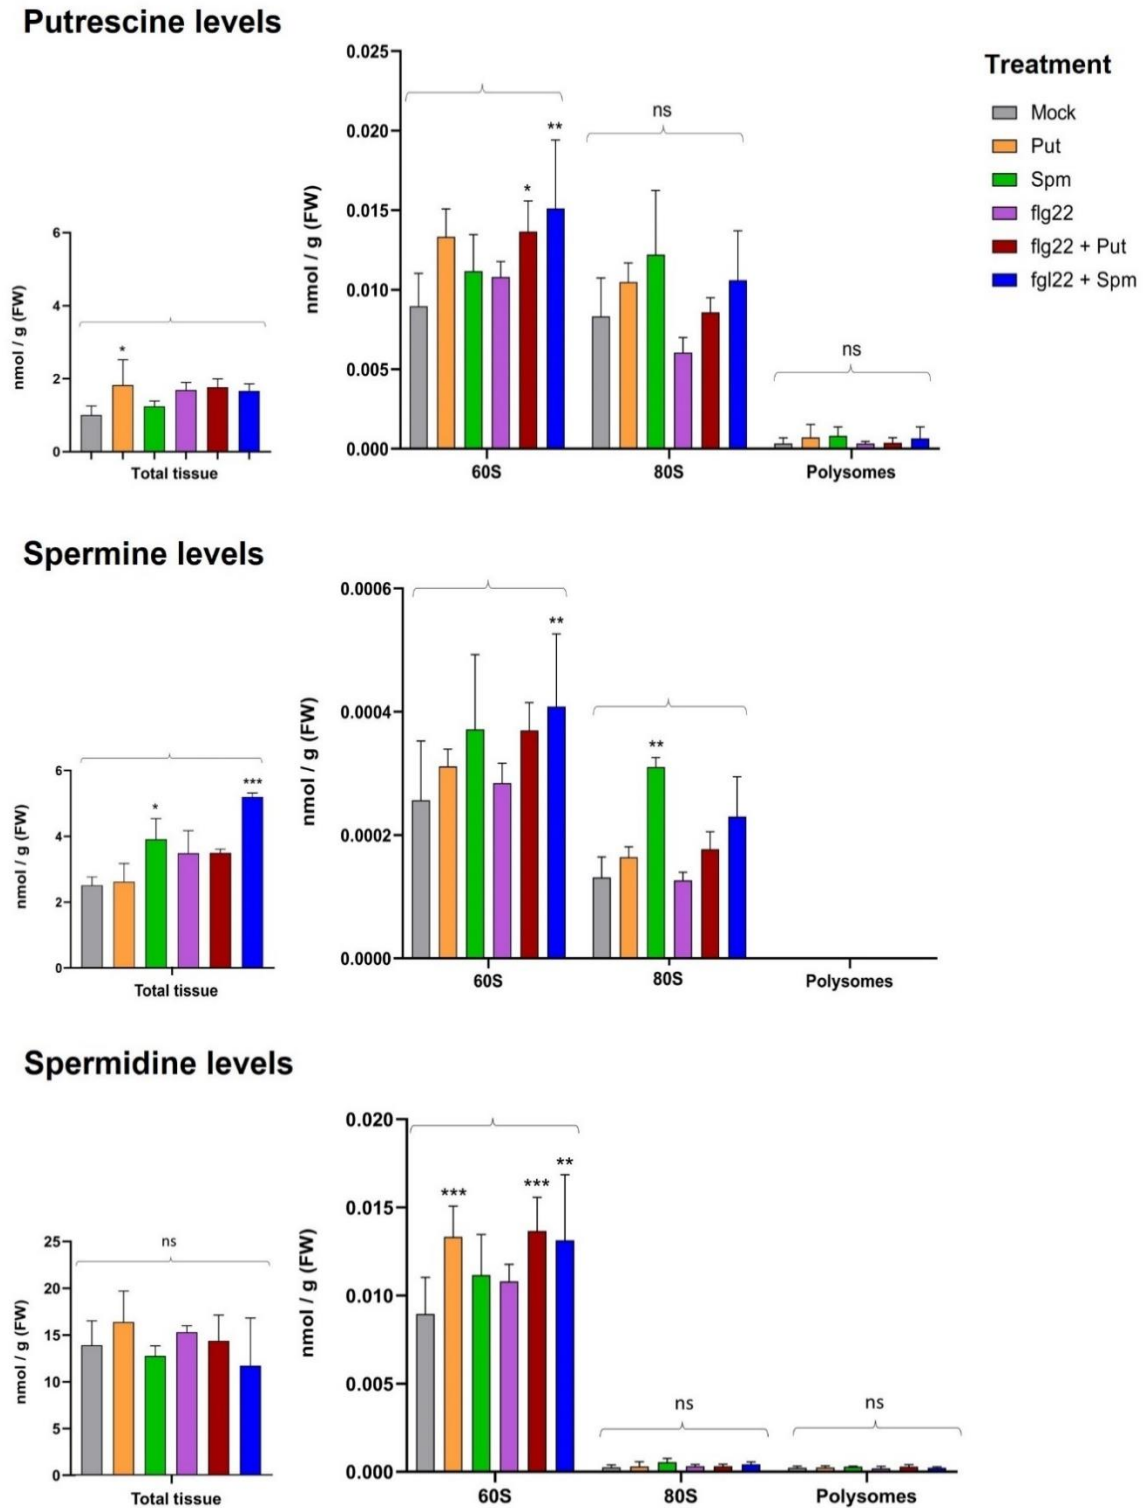 Putrescine levels
Treatment
Mock
Put
Spm
flg22
flg22 + Put
fgl22 + Spm
nmol / g (FW)
6
4
2
0
*
Total tissue
nmol / g (FW)
0.025
0.020
0.015
0.010
0.005
0.000
*
**
ns
ns
60S
80S
Polysomes
Spermine levels
nmol / g (FW)
6
4
2
0
*
***
Total tissue
nmol / g (FW)
0.0006
0.0004
0.0002
0.0000
**
**
60S
80S
Polysomes
Spermidine levels
nmol / g (FW)
25
20
15
10
5
0
ns
Total tissue
nmol / g (FW)
0.020
0.015
0.010
0.005
0.000
***
***
**
ns
ns
60S
80S
Polysomes